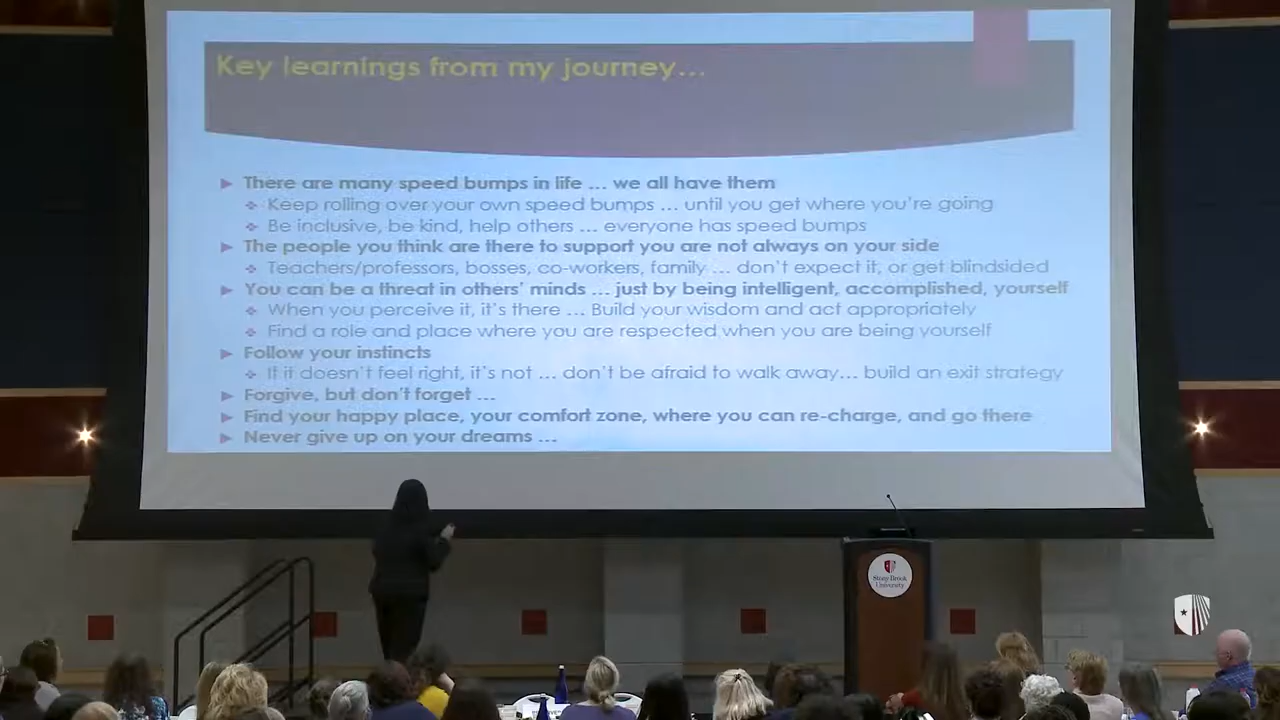 Key learnings from my journey...
There are many speed bumps in life ... we all have them
Keep rolling over your own speed bumps ... until you get where you're going
Be inclusive, be kind, help others ... everyone has speed bumps
The people you think are there to support you are not always on your side
Teachers/professors, bosses, co-workers, family ... don't expect it, or get blindsided
You can be a threat in others' minds ... just by being intelligent, accomplished, yourself
When you perceive it, it's there ... Build your wisdom and act appropriately
Find a role and place where you are respected when you are being yourself
Follow your instincts
If it doesn't feel right, it's not ... don't be afraid to walk away... build an exit strategy
Forgive, but don't forget ...
Find your happy place, your comfort zone, where you can re-charge, and go there
Never give up on your dreams ...
Stony Brook
University